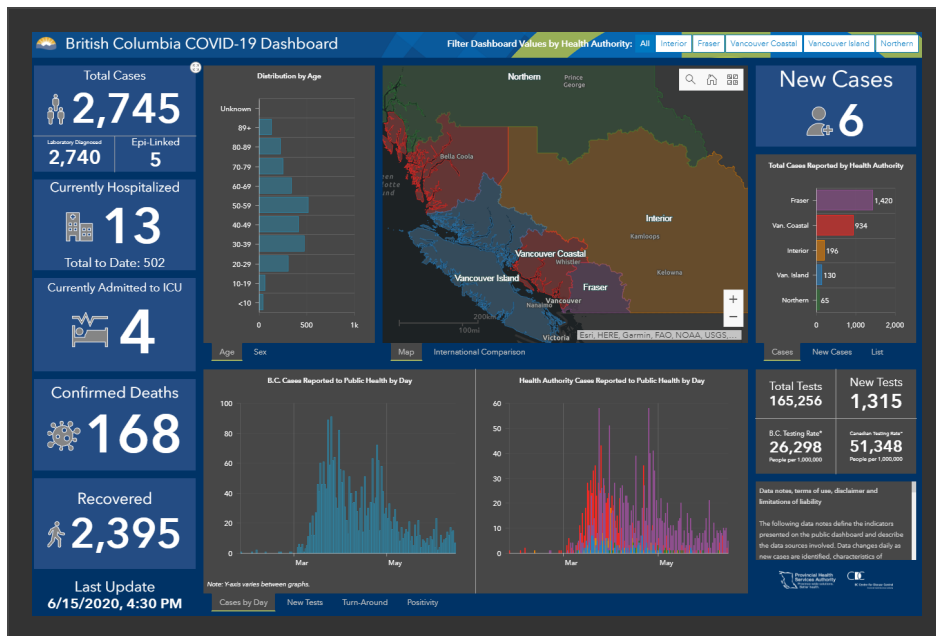 British Columbia COVID-19 Dashboard
Filter Dashboard Values by Health Authority: All Interior Fraser Vancouver Coastal Vancouver Island Northern
Total Cases
2,745
Laboratory Diagnosed
2,740
Epi-Linked
5
Currently Hospitalized
13
Total to Date: 502
Currently Admitted to ICU
4
Confirmed Deaths
168
Recovered
2,395
Last Update
6/15/2020, 4:30 PM
Distribution by Age
Unknown
89+
80-89
70-79
60-69
50-59
40-49
30-39
20-29
10-19
<10
0 500 1k
Age Sex
Northern
Prince
George
Bella Coola
Interior
Kamloops
Vancouver Coastal
Whistler
Kelowna
Vancouver Island
Fraser
Vancouver
Nanaimo
200km
100mi
Victoria
+
−
Esri, HERE, Garmin, FAO, NOAA, USGS,...
Map International Comparison
New Cases
6
Total Cases Reported by Health Authority
Fraser 1,420
Van. Coastal 934
Interior 196
Van. Island 130
Northern 65
0 1,000 2,000
Cases New Cases List
B.C. Cases Reported to Public Health by Day
100
80
60
40
20
0
Mar May
Note: Y-axis varies between graphs.
Health Authority Cases Reported to Public Health by Day
60
50
40
30
20
10
0
Mar May
Cases by Day New Tests Turn-Around Positivity
Total Tests
165,256
New Tests
1,315
B.C. Testing Rate*
26,298
People per 1,000,000
Canadian Testing Rate*
51,348
People per 1,000,000
Data notes, terms of use, disclaimer and
limitations of liability
The following data notes define the indicators
presented on the public dashboard and describe
the data sources involved. Data changes daily as
new cases are identified, characteristics of
Provincial Health
Services Authority